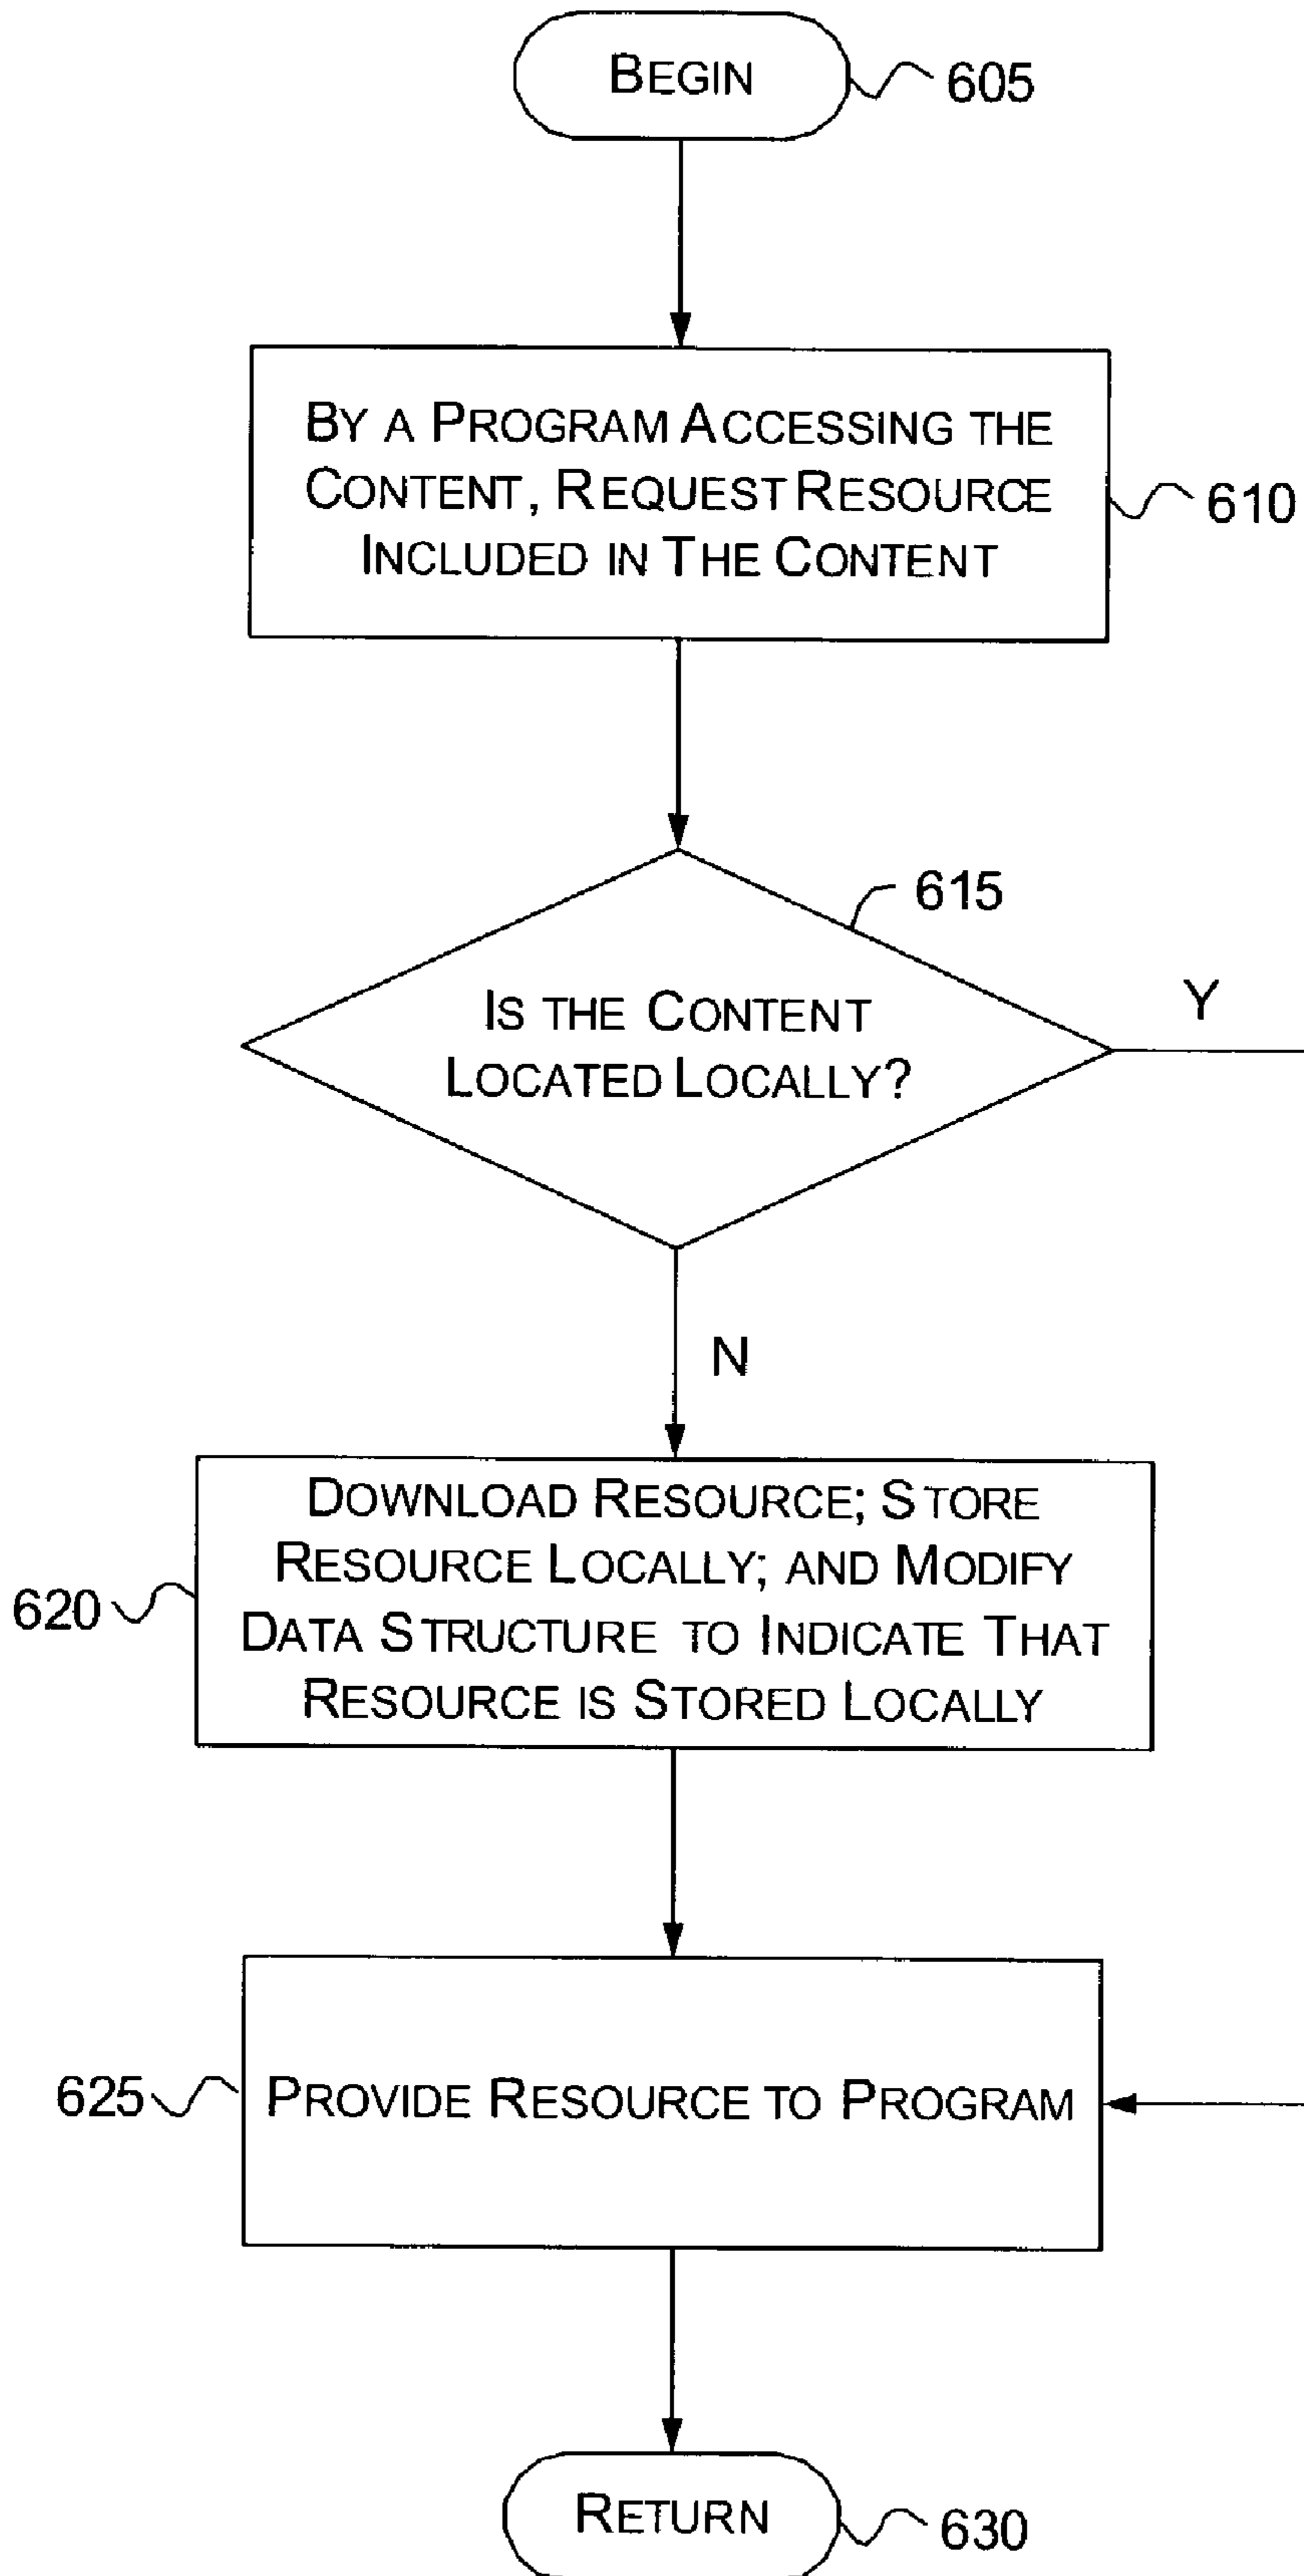 BEGIN
605
BY A PROGRAM ACCESSING THE
CONTENT, REQUEST RESOURCE
INCLUDED IN THE CONTENT
610
615
IS THE CONTENT
LOCATED LOCALLY?
Y
N
DOWNLOAD RESOURCE; STORE
RESOURCE LOCALLY; AND MODIFY
DATA STRUCTURE TO INDICATE THAT
RESOURCE IS STORED LOCALLY
620
PROVIDE RESOURCE TO PROGRAM
625
RETURN
630